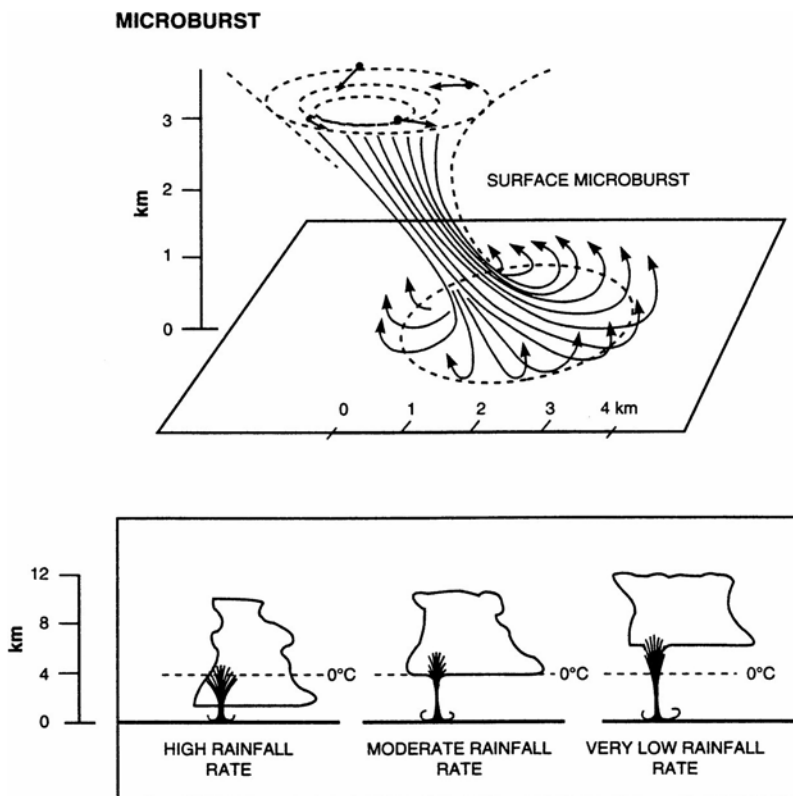 MICROBURST
3
2
1
0
km
SURFACE MICROBURST
0 1 2 3 4 km
12
8
4
0
km
0°C
0°C
0°C
HIGH RAINFALL
RATE
MODERATE RAINFALL
RATE
VERY LOW RAINFALL
RATE